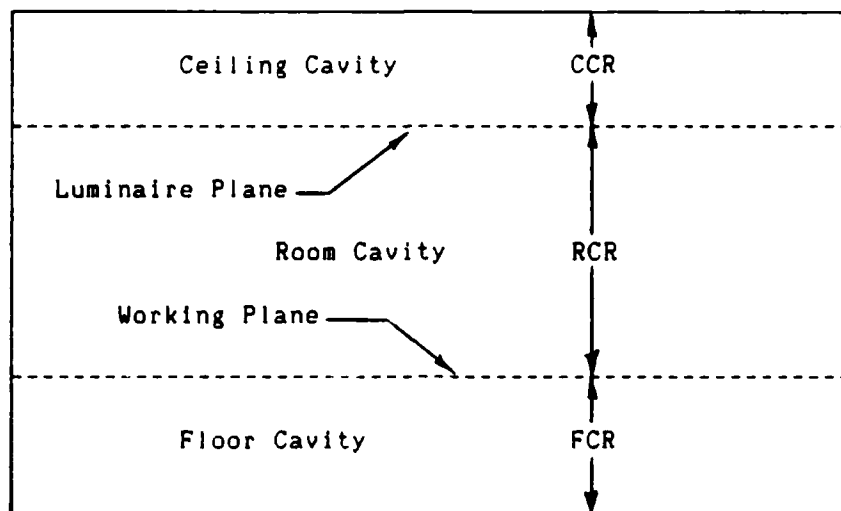 Ceiling Cavity CCR
Luminaire Plane
Room Cavity RCR
Working Plane
Floor Cavity FCR